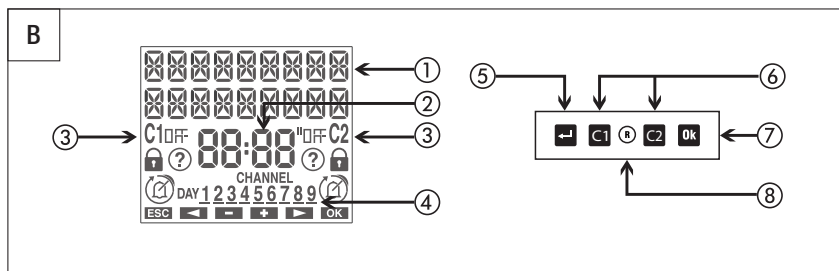 B
①
②
③ C1 OFF 88:88 " OFF C2 ③
? ?
CHANNEL
DAY 1 2 3 4 5 6 7 8 9
④
ESC ◄ - + ► OK
⑤ ⑥
↵ C1 R C2 Ok ⑦
⑧